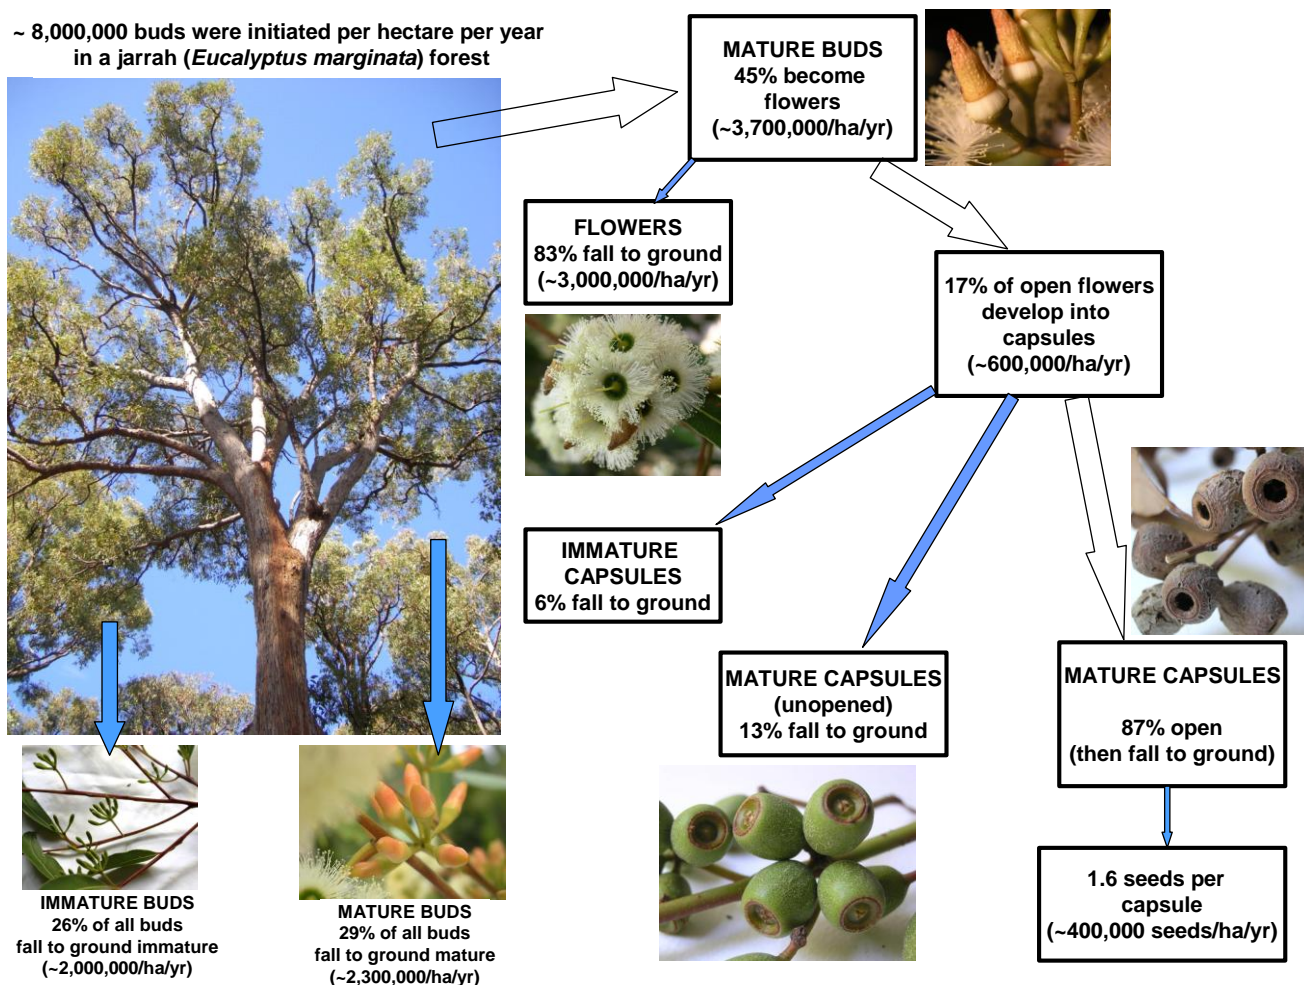 ~ 8,000,000 buds were initiated per hectare per year
in a jarrah (Eucalyptus marginata) forest
MATURE BUDS
45% become
flowers
(~3,700,000/ha/yr)
FLOWERS
83% fall to ground
(~3,000,000/ha/yr)
17% of open flowers
develop into
capsules
(~600,000/ha/yr)
IMMATURE
CAPSULES
6% fall to ground
MATURE CAPSULES
(unopened)
13% fall to ground
MATURE CAPSULES
87% open
(then fall to ground)
1.6 seeds per
capsule
(~400,000 seeds/ha/yr)
IMMATURE BUDS
26% of all buds
fall to ground immature
(~2,000,000/ha/yr)
MATURE BUDS
29% of all buds
fall to ground mature
(~2,300,000/ha/yr)